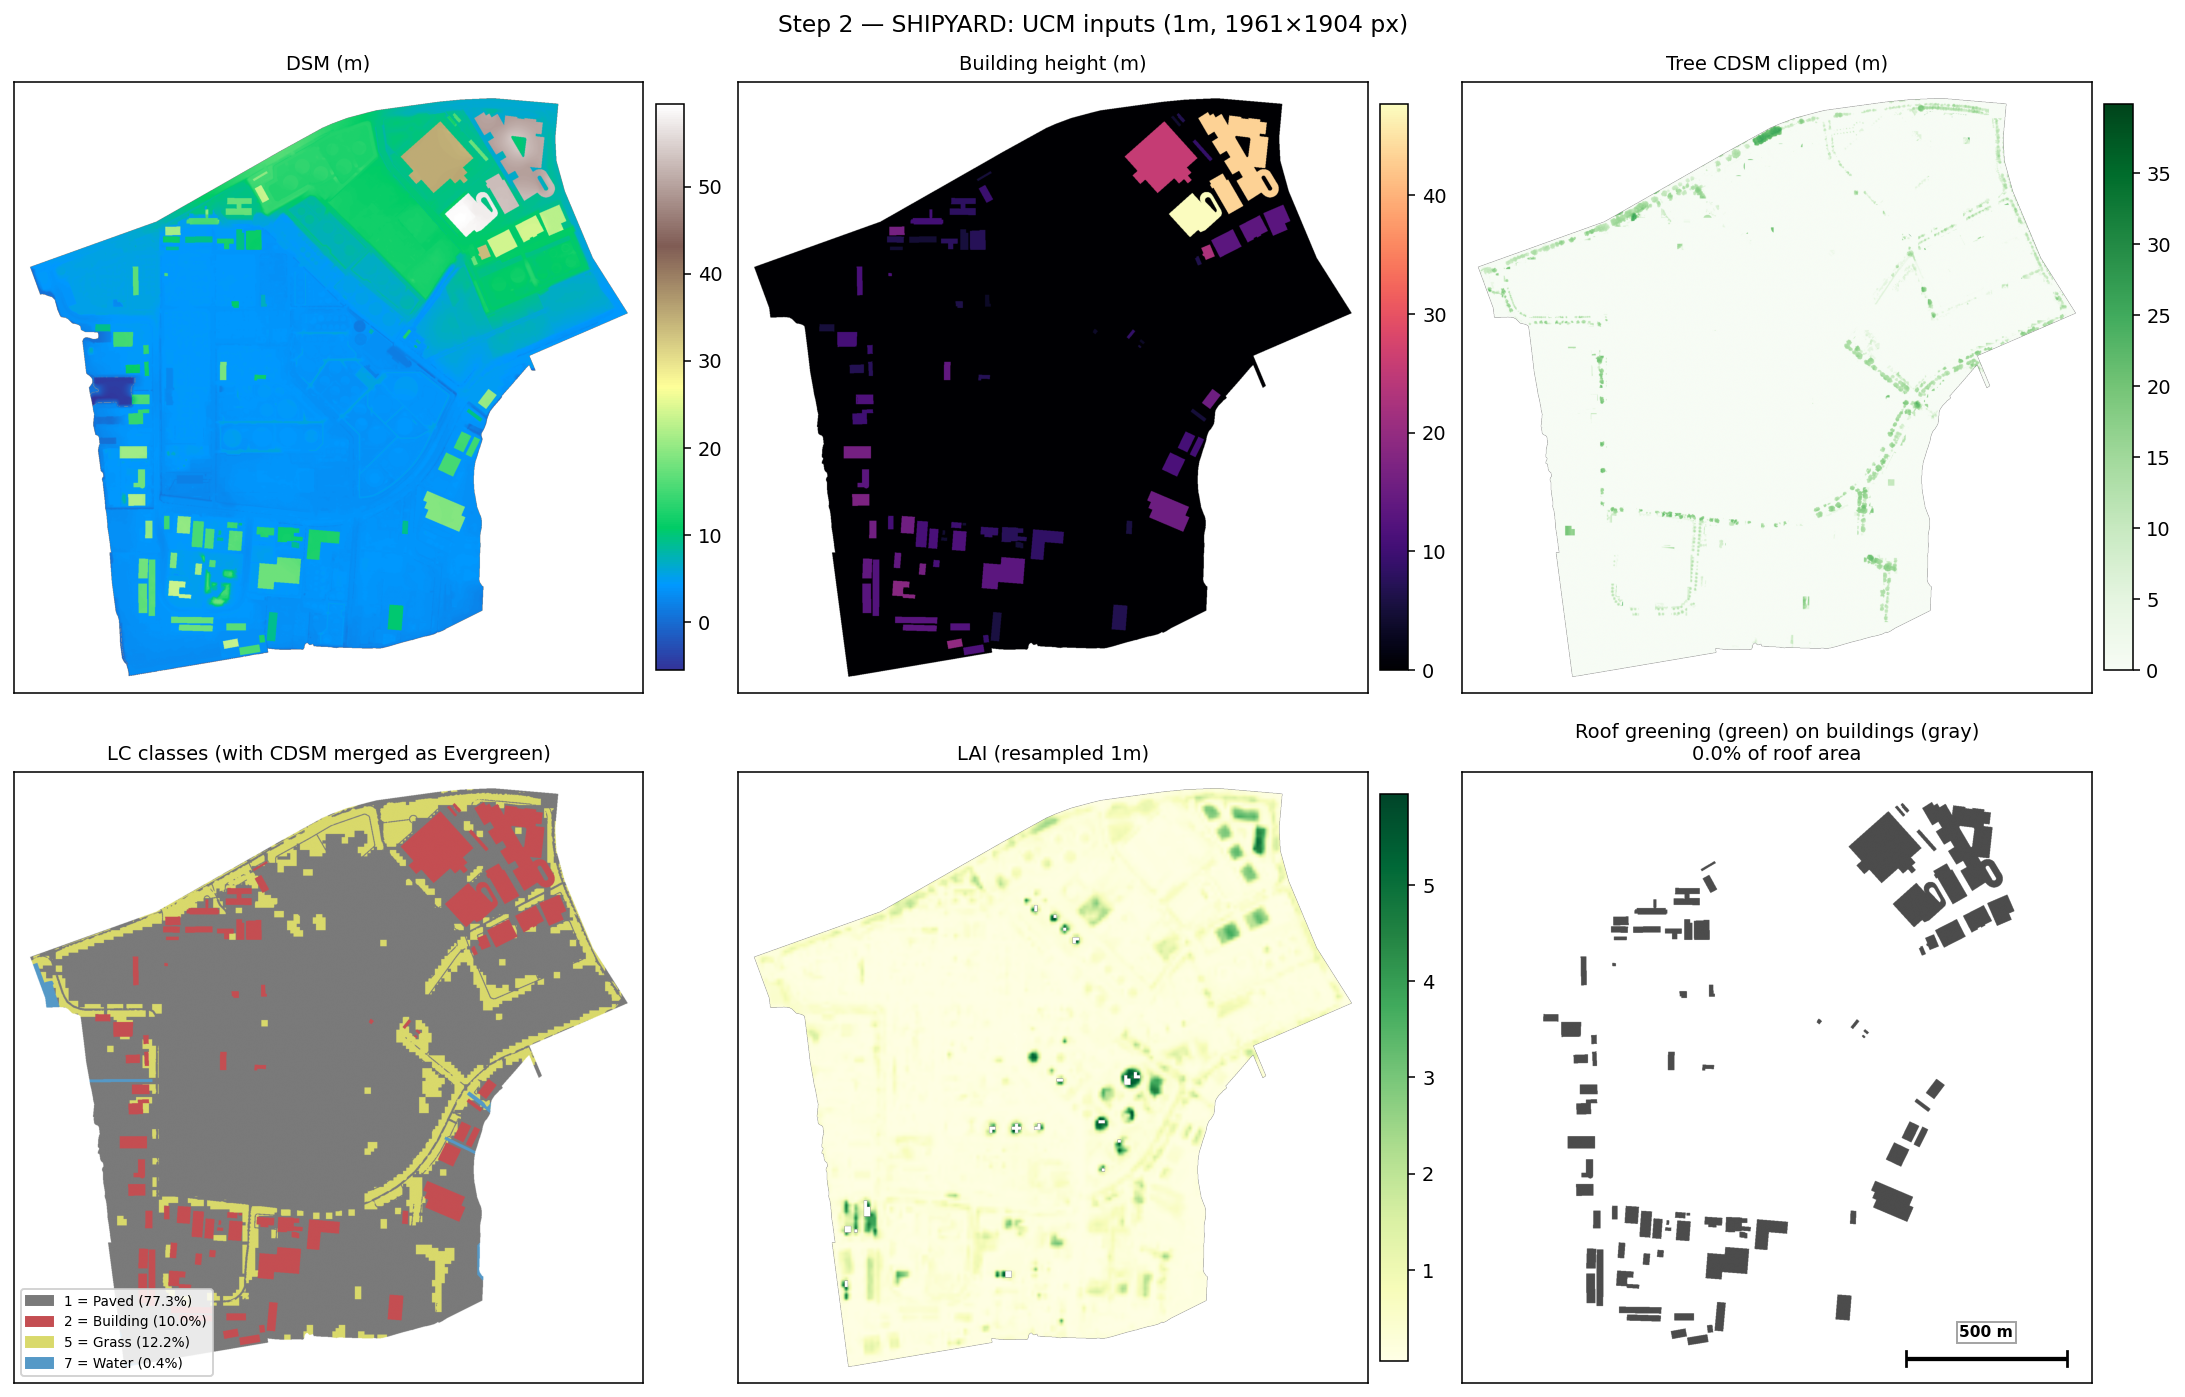 Step 2 — SHIPYARD: UCM inputs (1m, 1961×1904 px)
DSM (m)
50
40
30
20
10
0
Building height (m)
40
30
20
10
0
Tree CDSM clipped (m)
35
30
25
20
15
10
5
0
LC classes (with CDSM merged as Evergreen)
1 = Paved (77.3%)
2 = Building (10.0%)
5 = Grass (12.2%)
7 = Water (0.4%)
LAI (resampled 1m)
5
4
3
2
1
Roof greening (green) on buildings (gray)
0.0% of roof area
500 m